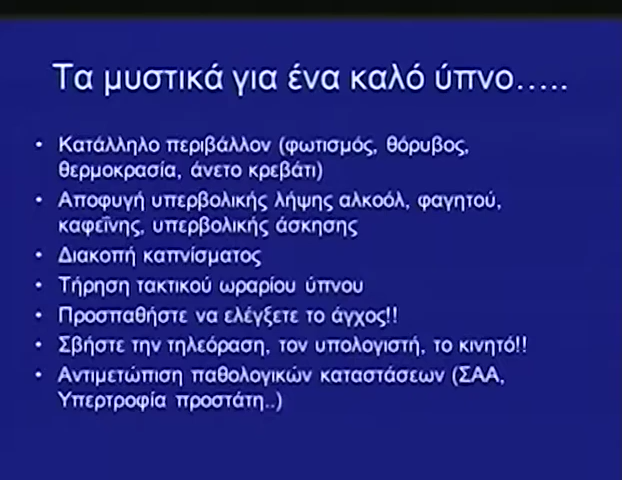 Τα μυστικά για ένα καλό ύπνο.....
• Κατάλληλο περιβάλλον (φωτισμός, θόρυβος,
θερμοκρασία, άνετο κρεβάτι)
• Αποφυγή υπερβολικής λήψης αλκοόλ, φαγητού,
καφεΐνης, υπερβολικής άσκησης
• Διακοπή καπνίσματος
• Τήρηση τακτικού ωραρίου ύπνου
• Προσπαθήστε να ελέγξετε το άγχος!!
• Σβήστε την τηλεόραση, τον υπολογιστή, το κινητό!!
• Αντιμετώπιση παθολογικών καταστάσεων (ΣΑΑ,
Υπερτροφία προστάτη..)